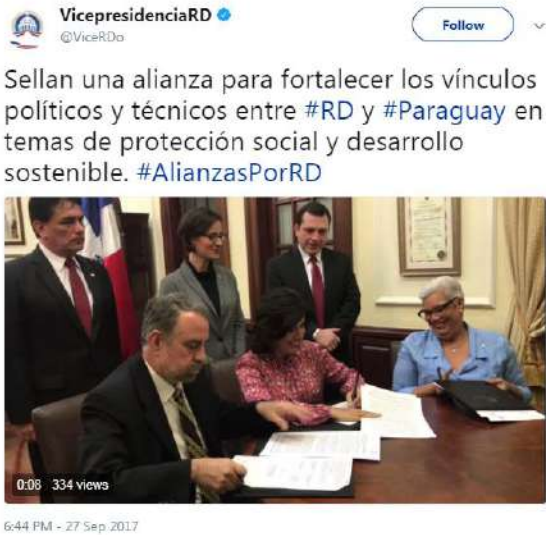 VicepresidenciaRD
@ViceRDo
Follow
Sellan una alianza para fortalecer los vínculos
políticos y técnicos entre #RD y #Paraguay en
temas de protección social y desarrollo
sostenible. #AlianzasPorRD
0:08 334 views
6:44 PM - 27 Sep 2017